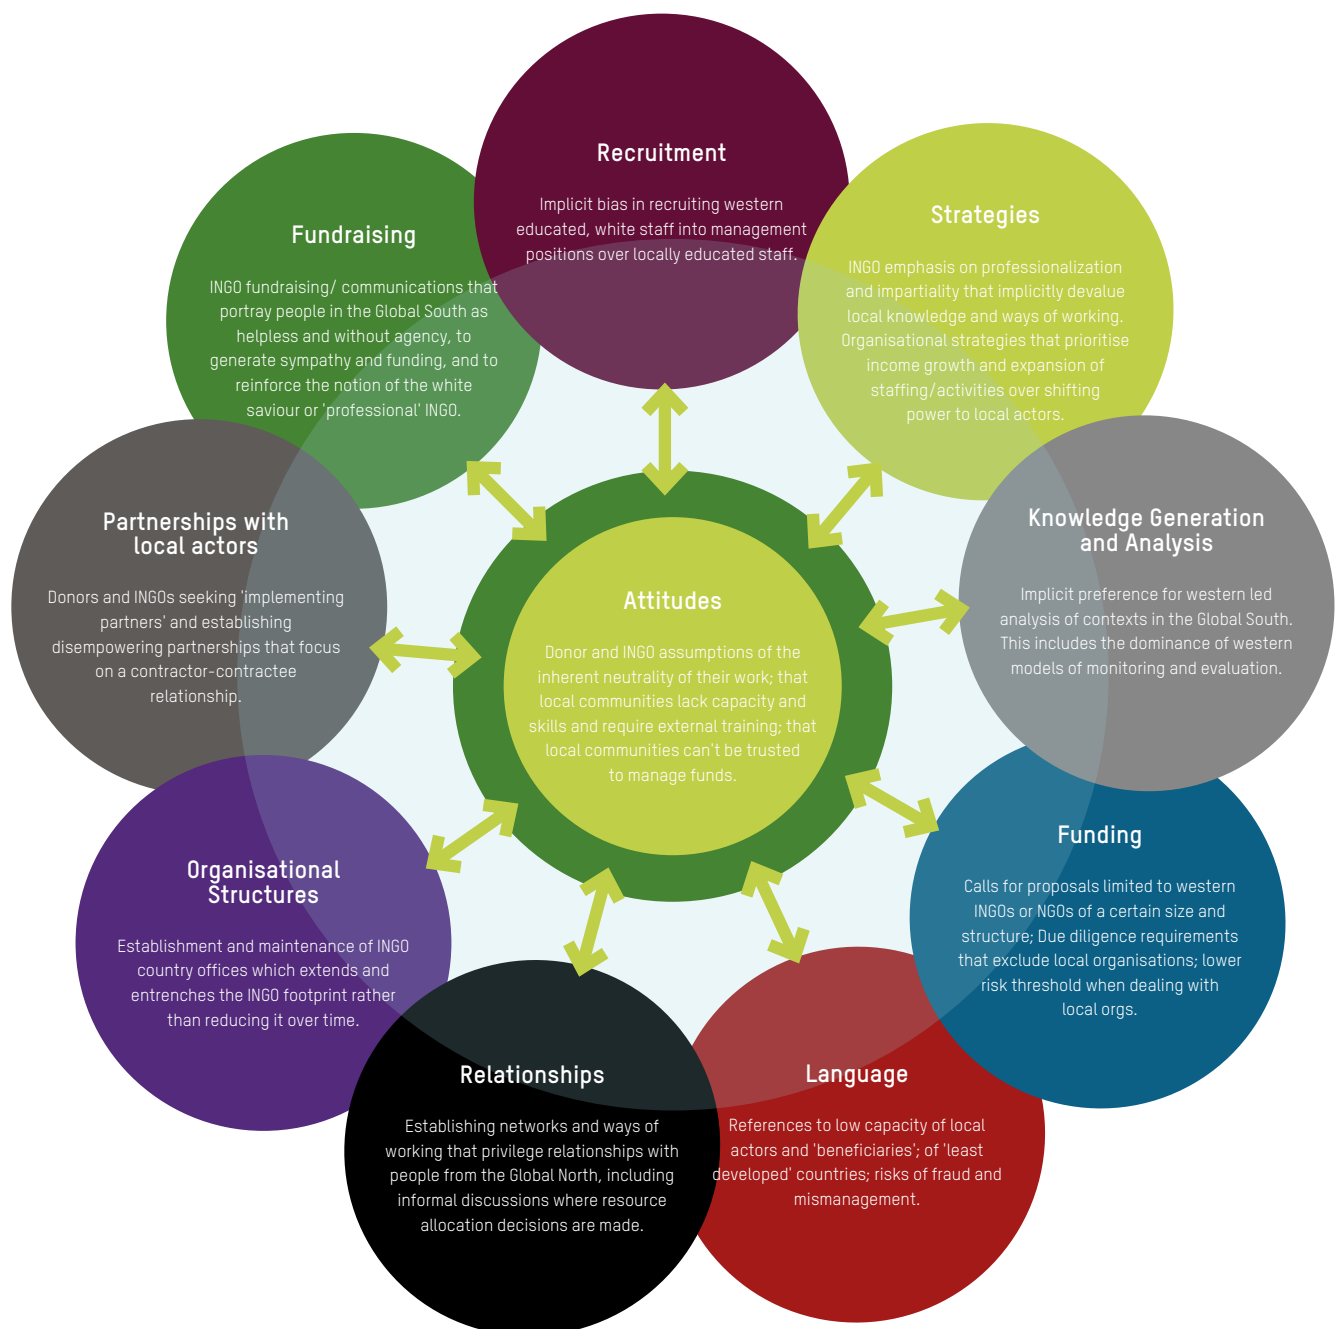 Recruitment
Implicit bias in recruiting western
educated, white staff into management
positions over locally educated staff.
Strategies
INGO emphasis on professionalization
and impartiality that implicitly devalue
local knowledge and ways of working.
Organisational strategies that prioritise
income growth and expansion of
staffing/activities over shifting
power to local actors.
Knowledge Generation
and Analysis
Implicit preference for western led
analysis of contexts in the Global South.
This includes the dominance of western
models of monitoring and evaluation.
Funding
Calls for proposals limited to western
INGOs or NGOs of a certain size and
structure; Due diligence requirements
that exclude local organisations; lower
risk threshold when dealing with
local orgs.
Language
References to low capacity of local
actors and 'beneficiaries'; of 'least
developed' countries; risks of fraud and
mismanagement.
Relationships
Establishing networks and ways of
working that privilege relationships with
people from the Global North, including
informal discussions where resource
allocation decisions are made.
Organisational
Structures
Establishment and maintenance of INGO
country offices which extends and
entrenches the INGO footprint rather
than reducing it over time.
Partnerships with
local actors
Donors and INGOs seeking 'implementing
partners' and establishing
disempowering partnerships that focus
on a contractor-contractee
relationship.
Fundraising
INGO fundraising/ communications that
portray people in the Global South as
helpless and without agency, to
generate sympathy and funding, and to
reinforce the notion of the white
saviour or 'professional' INGO.
Attitudes
Donor and INGO assumptions of the
inherent neutrality of their work; that
local communities lack capacity and
skills and require external training; that
local communities can't be trusted
to manage funds.